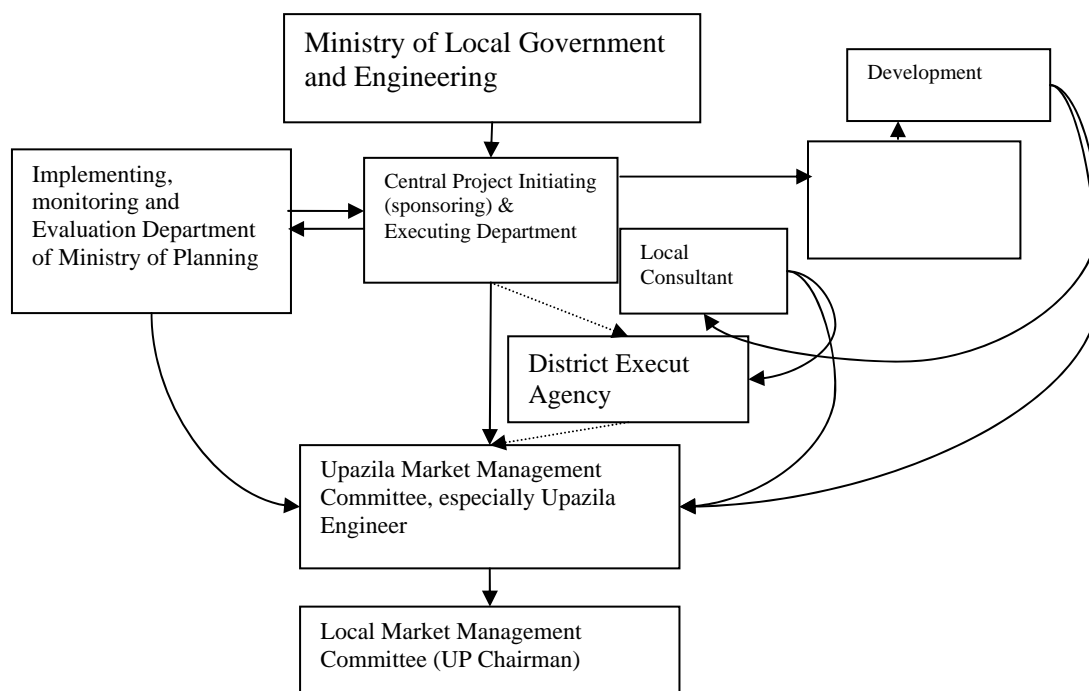 Ministry of Local Government
and Engineering
Development
Implementing,
monitoring and
Evaluation Department
of Ministry of Planning
Central Project Initiating
(sponsoring) &
Executing Department
Local
Consultant
District Execut
Agency
Upazila Market Management
Committee, especially Upazila
Engineer
Local Market Management
Committee (UP Chairman)